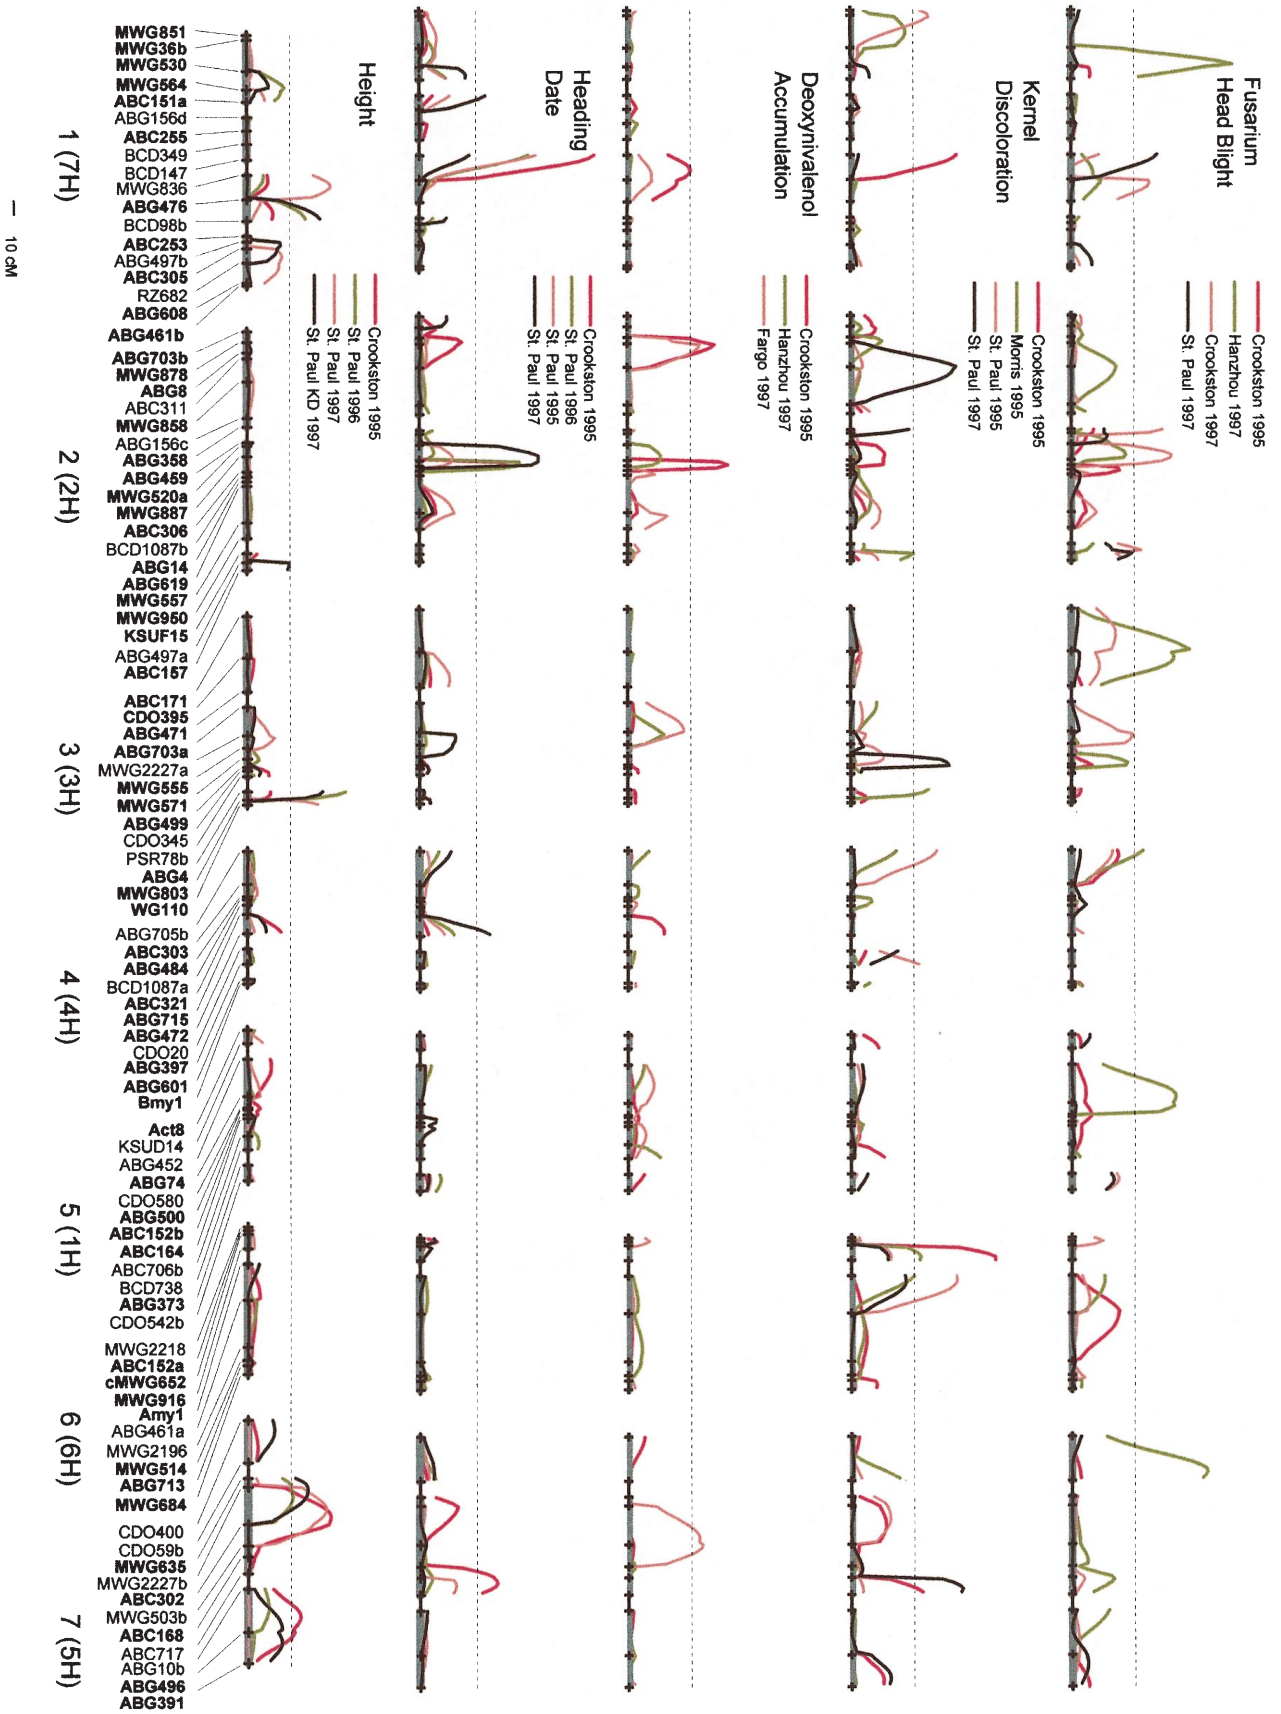 Fusarium
Head Blight
Crookston 1995
Hanzhou 1997
Crookston 1997
St. Paul 1997
Kernel
Discoloration
Crookston 1995
Morris 1995
St. Paul 1995
St. Paul 1997
Deoxynivalenol
Accumulation
Crookston 1995
Hanzhou 1997
Fargo 1997
Heading
Date
Crookston 1995
St. Paul 1996
St. Paul 1995
St. Paul 1997
Height
Crookston 1995
St. Paul 1996
St. Paul 1997
St. Paul KD 1997
MWG851
MWG36b
MWG530
MWG564
ABC151a
ABG156d
ABC255
BCD349
BCD147
MWG836
ABG476
BCD98b
ABC253
ABG497b
ABC305
RZ682
ABG608
ABG461b
ABG703b
MWG878
ABG8
ABC311
MWG858
ABG156c
ABG358
ABG459
MWG520a
MWG887
ABC306
BCD1087b
ABG14
ABG619
MWG557
MWG950
KSUF15
ABG497a
ABC157
ABC171
CDO395
ABG471
ABG703a
MWG2227a
MWG555
MWG571
ABG499
CDO345
PSR78b
ABG4
MWG803
WG110
ABG705b
ABC303
ABG484
BCD1087a
ABC321
ABG715
ABG472
CDO20
ABG397
ABG601
Bmy1
Act8
KSUD14
ABG452
ABG74
CDO580
ABG500
ABC152b
ABC164
ABC706b
BCD738
ABG373
CDO542b
MWG2218
ABC152a
cMWG652
MWG916
Amy1
ABG461a
MWG2196
MWG514
ABG713
MWG684
CDO400
CDO59b
MWG635
MWG2227b
ABC302
MWG503b
ABC168
ABC717
ABG10b
ABG496
ABG391
1 (7H)
2 (2H)
3 (3H)
4 (4H)
5 (1H)
6 (6H)
7 (5H)
10 cM